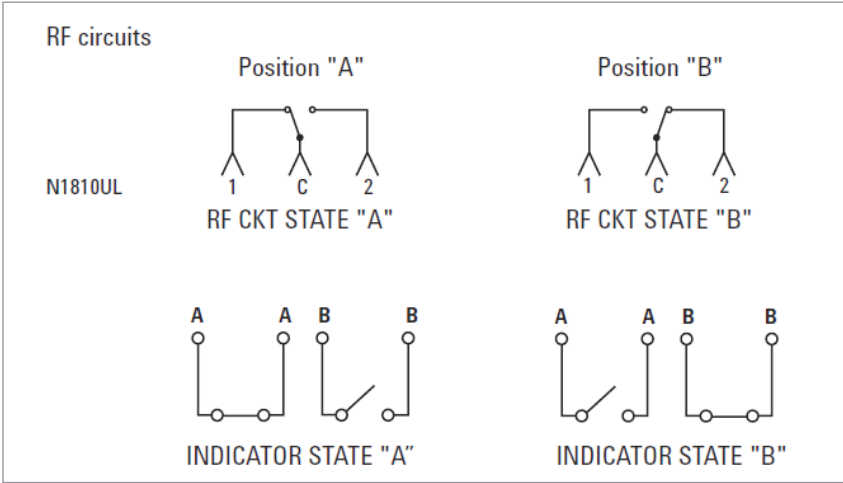 RF circuits
Position "A" Position "B"
N1810UL
1 C 2 1 C 2
RF CKT STATE "A" RF CKT STATE "B"
A A B B A A B B
INDICATOR STATE "A″ INDICATOR STATE "B"